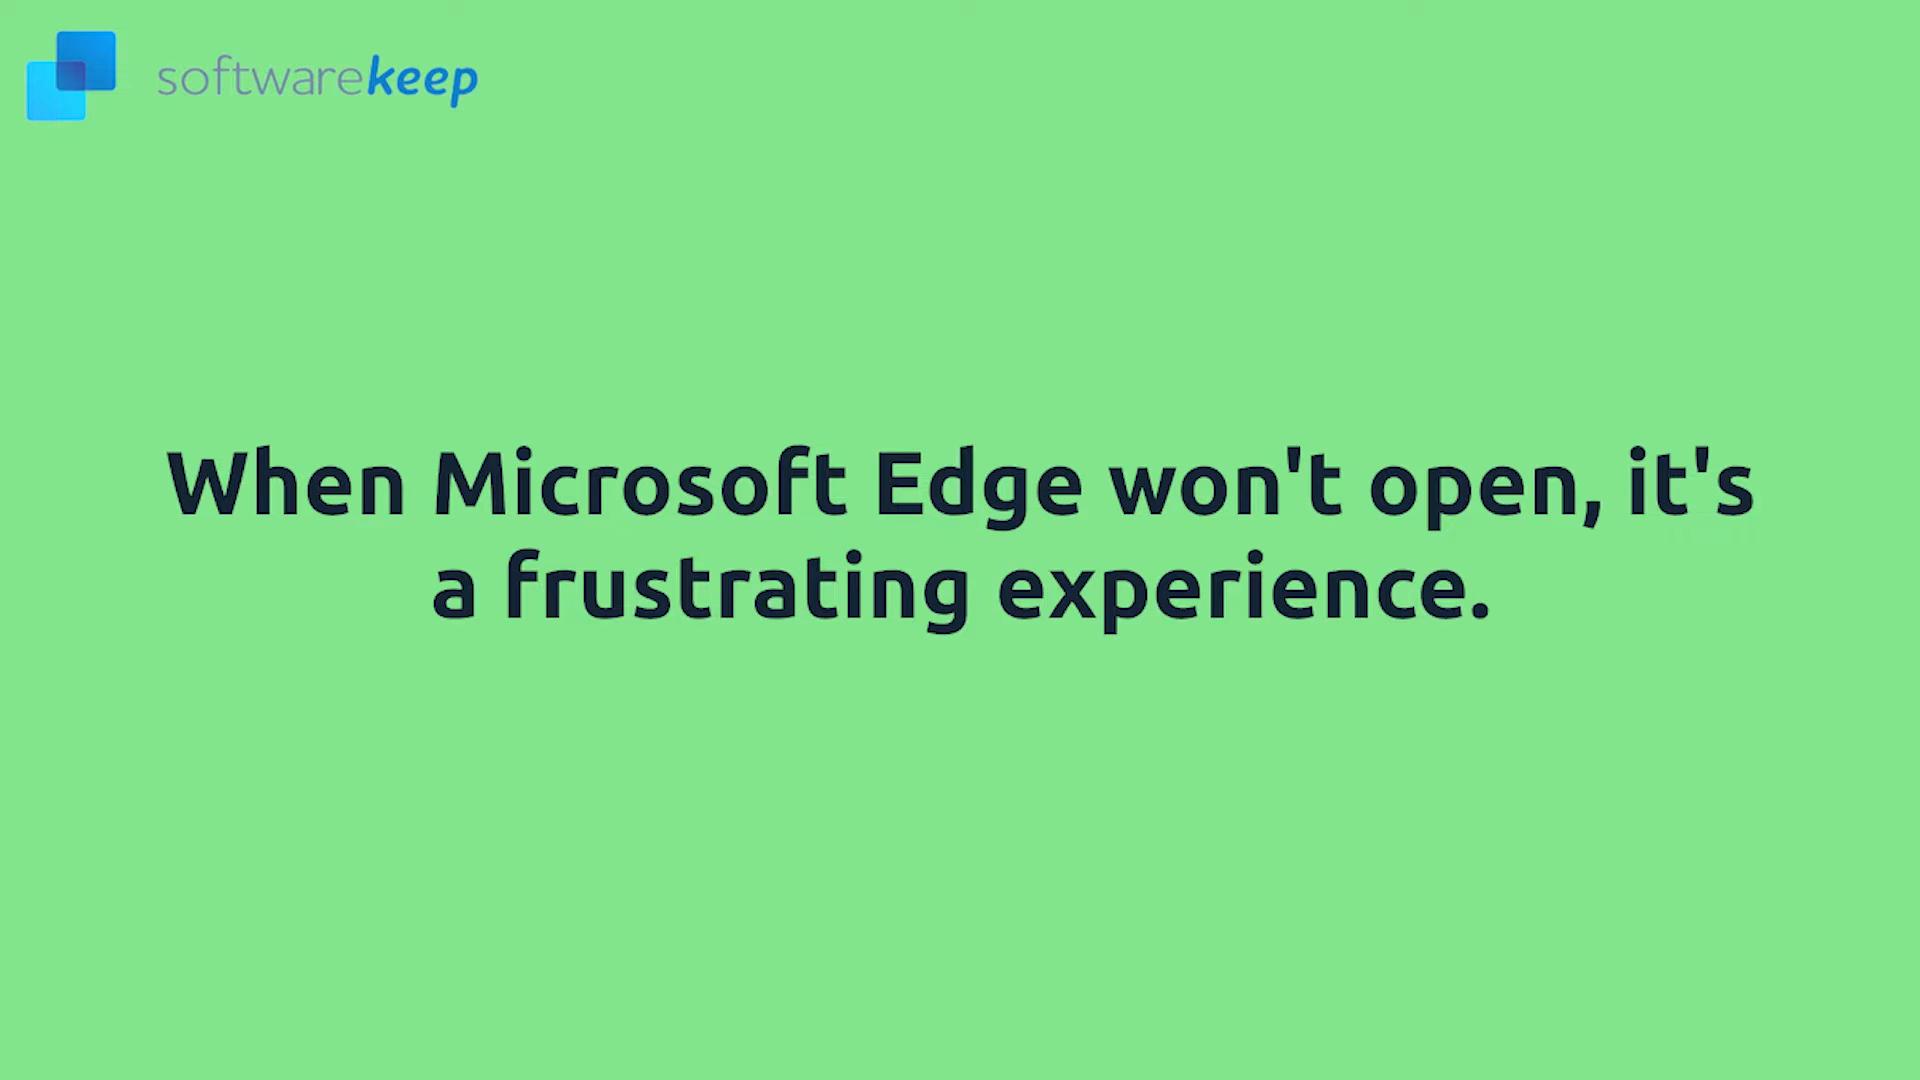 softwarekeep
When Microsoft Edge won't open, it's
a frustrating experience.